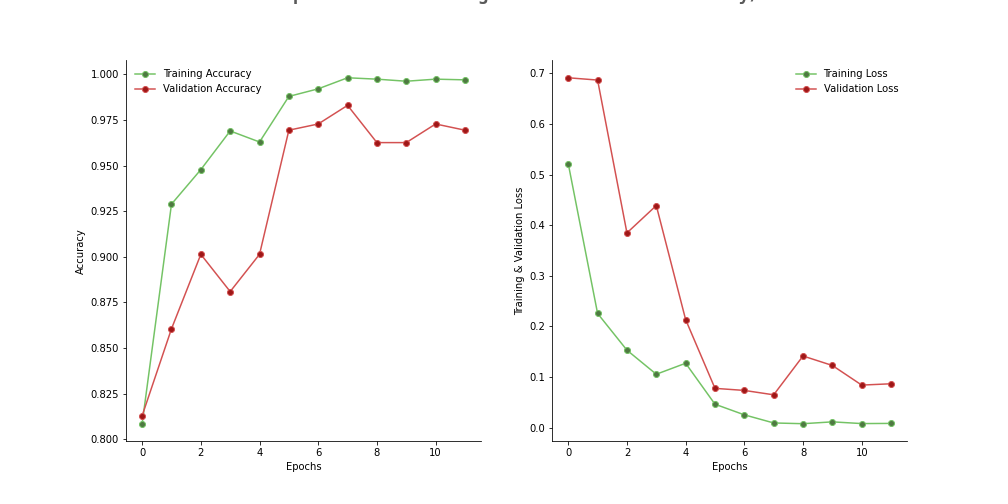 Training Accuracy
Validation Accuracy
1.000
0.975
0.950
0.925
0.900
0.875
0.850
0.825
0.800
Accuracy
0 2 4 6 8 10
Epochs
Training Loss
Validation Loss
0.7
0.6
0.5
0.4
0.3
0.2
0.1
0.0
Training & Validation Loss
0 2 4 6 8 10
Epochs